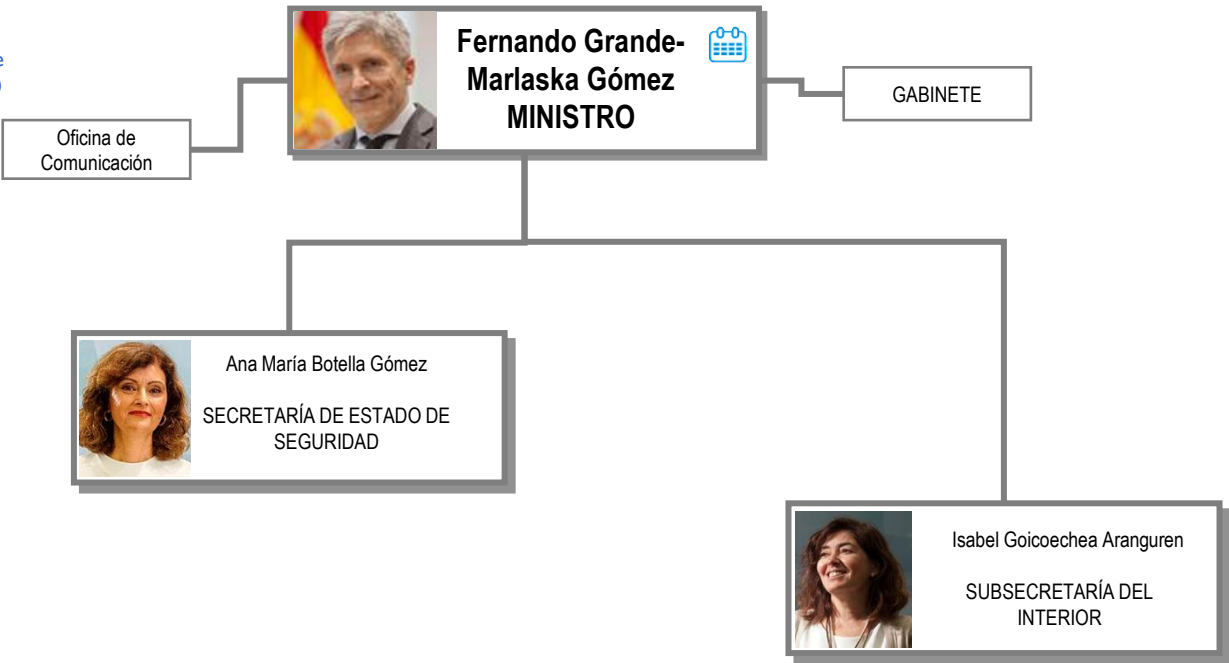 Fernando Grande-
Marlaska Gómez
MINISTRO
GABINETE
Oficina de
Comunicación
Ana María Botella Gómez
SECRETARÍA DE ESTADO DE
SEGURIDAD
Isabel Goicoechea Aranguren
SUBSECRETARÍA DEL
INTERIOR